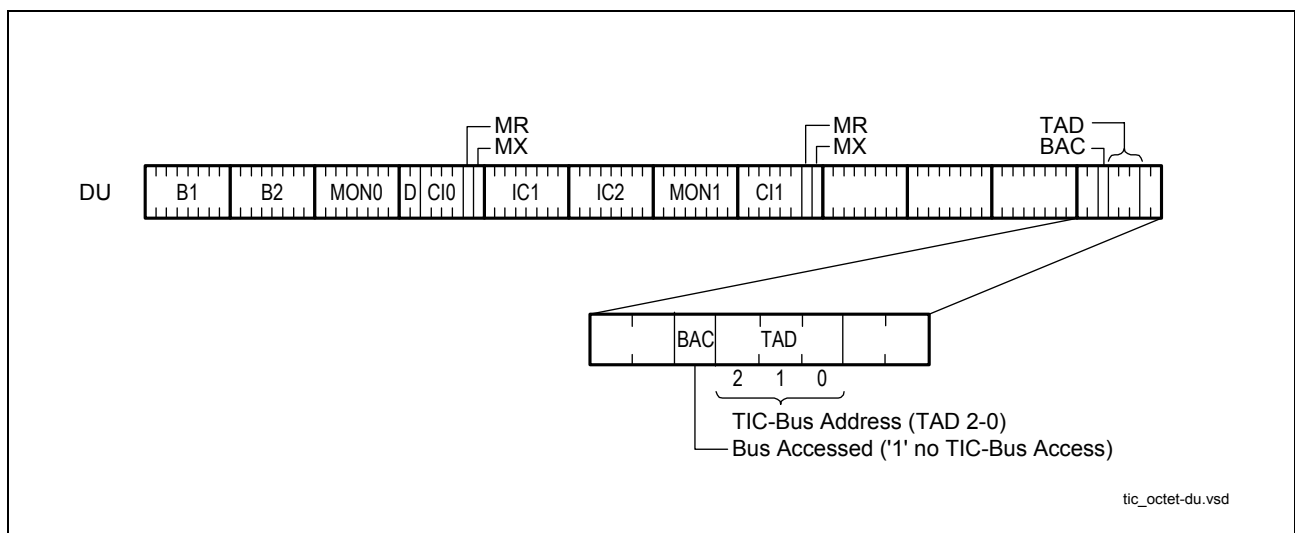 MR MR TAD
MX MX BAC
DU B1 B2 MON0 D CI0 IC1 IC2 MON1 CI1
BAC TAD
2 1 0
TIC-Bus Address (TAD 2-0)
Bus Accessed ('1' no TIC-Bus Access)
tic_octet-du.vsd